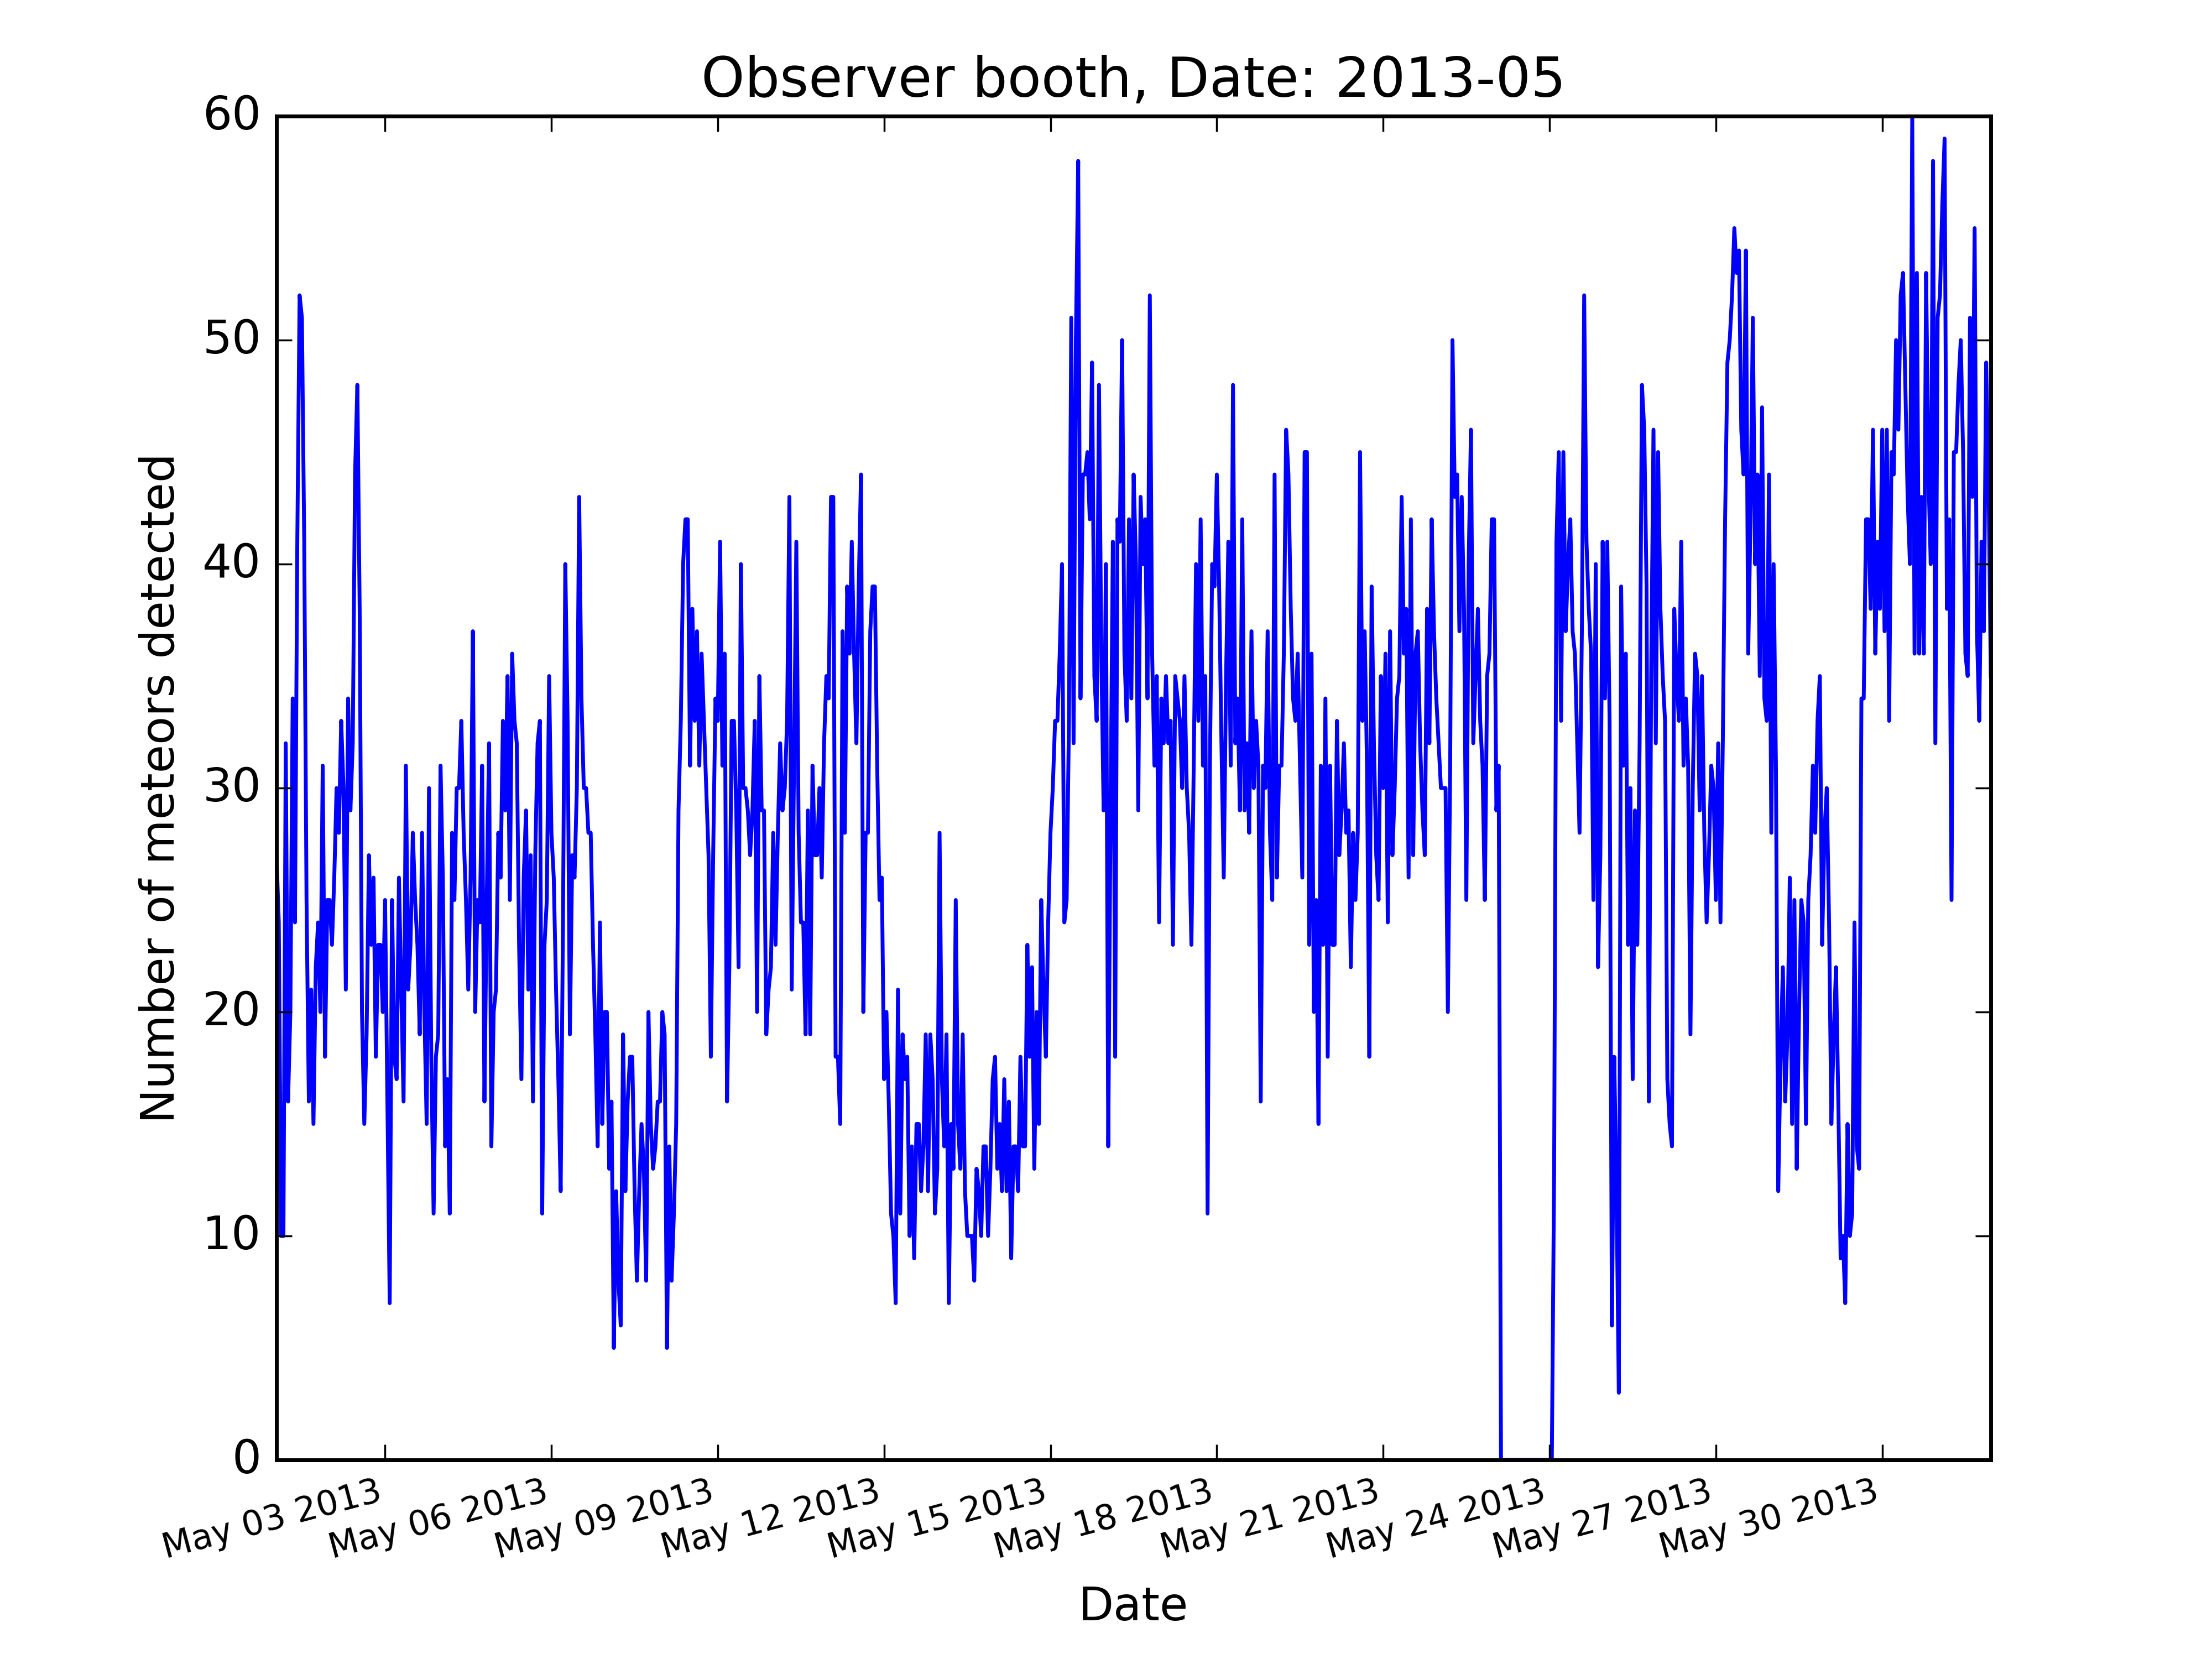 Observer booth, Date: 2013-05
60
50
40
30
20
10
0
Number of meteors detected
May 03 2013
May 06 2013
May 09 2013
May 12 2013
May 15 2013
May 18 2013
May 21 2013
May 24 2013
May 27 2013
May 30 2013
Date